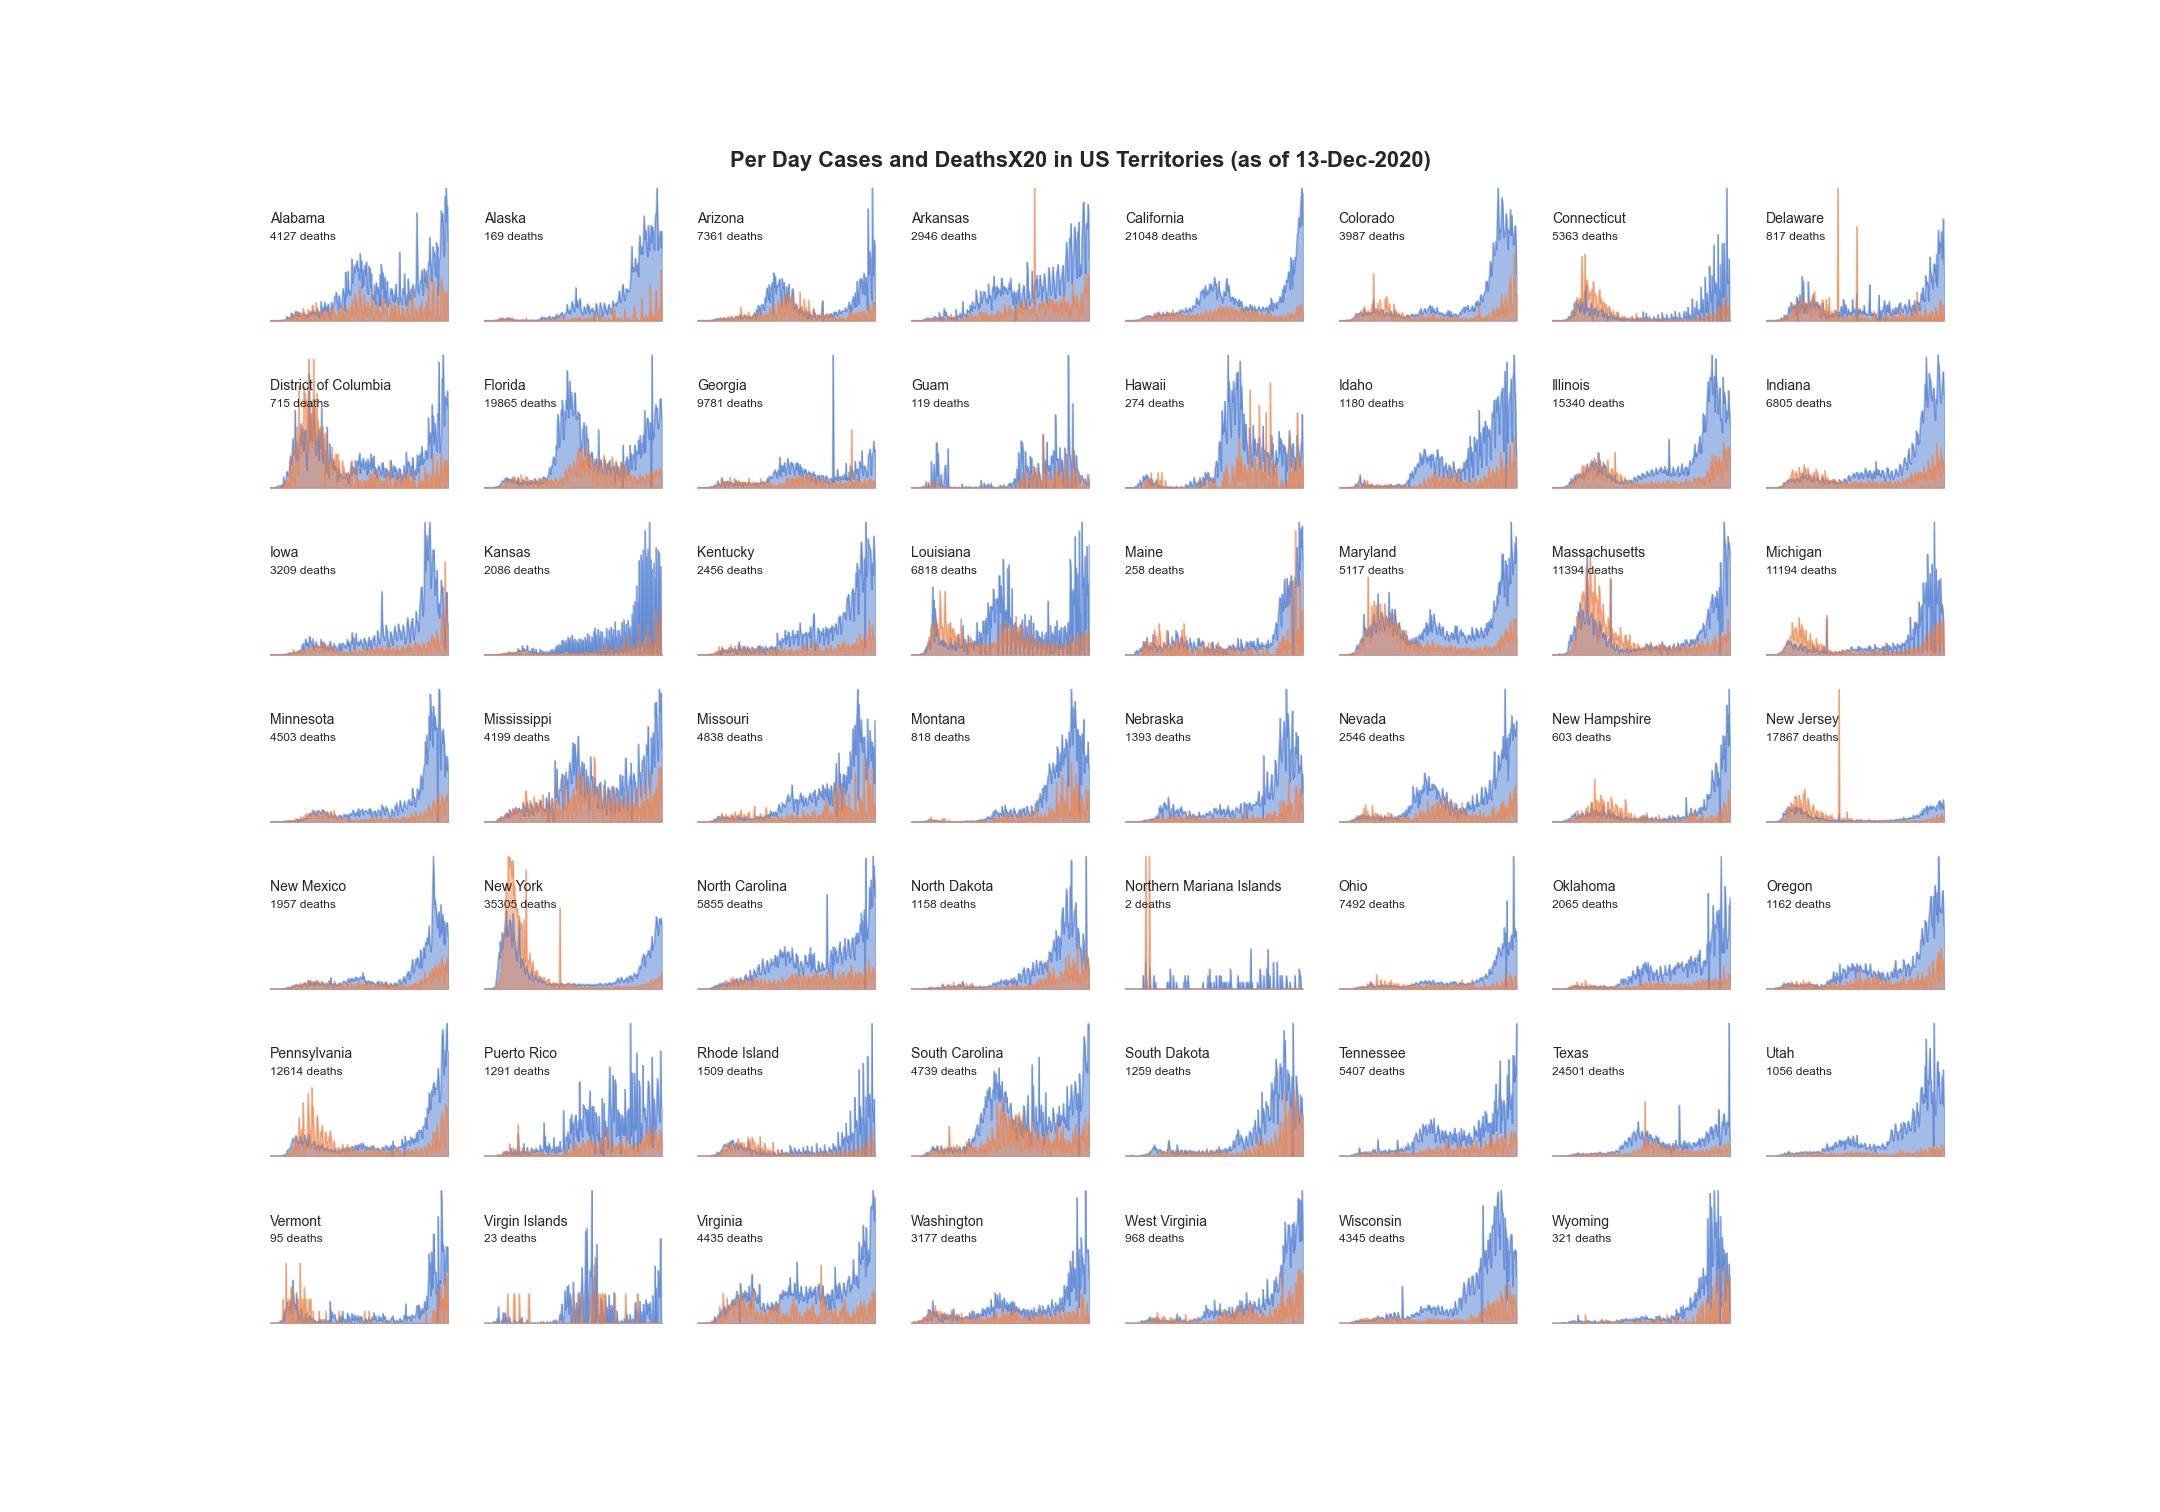 Per Day Cases and DeathsX20 in US Territories (as of 13-Dec-2020)
Alabama
4127 deaths
Alaska
169 deaths
Arizona
7361 deaths
Arkansas
2946 deaths
California
21048 deaths
Colorado
3987 deaths
Connecticut
5363 deaths
Delaware
817 deaths
District of Columbia
715 deaths
Florida
19865 deaths
Georgia
9781 deaths
Guam
119 deaths
Hawaii
274 deaths
Idaho
1180 deaths
Illinois
15340 deaths
Indiana
6805 deaths
Iowa
3209 deaths
Kansas
2086 deaths
Kentucky
2456 deaths
Louisiana
6818 deaths
Maine
258 deaths
Maryland
5117 deaths
Massachusetts
11394 deaths
Michigan
11194 deaths
Minnesota
4503 deaths
Mississippi
4199 deaths
Missouri
4838 deaths
Montana
818 deaths
Nebraska
1393 deaths
Nevada
2546 deaths
New Hampshire
603 deaths
New Jersey
17867 deaths
New Mexico
1957 deaths
New York
35305 deaths
North Carolina
5855 deaths
North Dakota
1158 deaths
Northern Mariana Islands
2 deaths
Ohio
7492 deaths
Oklahoma
2065 deaths
Oregon
1162 deaths
Pennsylvania
12614 deaths
Puerto Rico
1291 deaths
Rhode Island
1509 deaths
South Carolina
4739 deaths
South Dakota
1259 deaths
Tennessee
5407 deaths
Texas
24501 deaths
Utah
1056 deaths
Vermont
95 deaths
Virgin Islands
23 deaths
Virginia
4435 deaths
Washington
3177 deaths
West Virginia
968 deaths
Wisconsin
4345 deaths
Wyoming
321 deaths